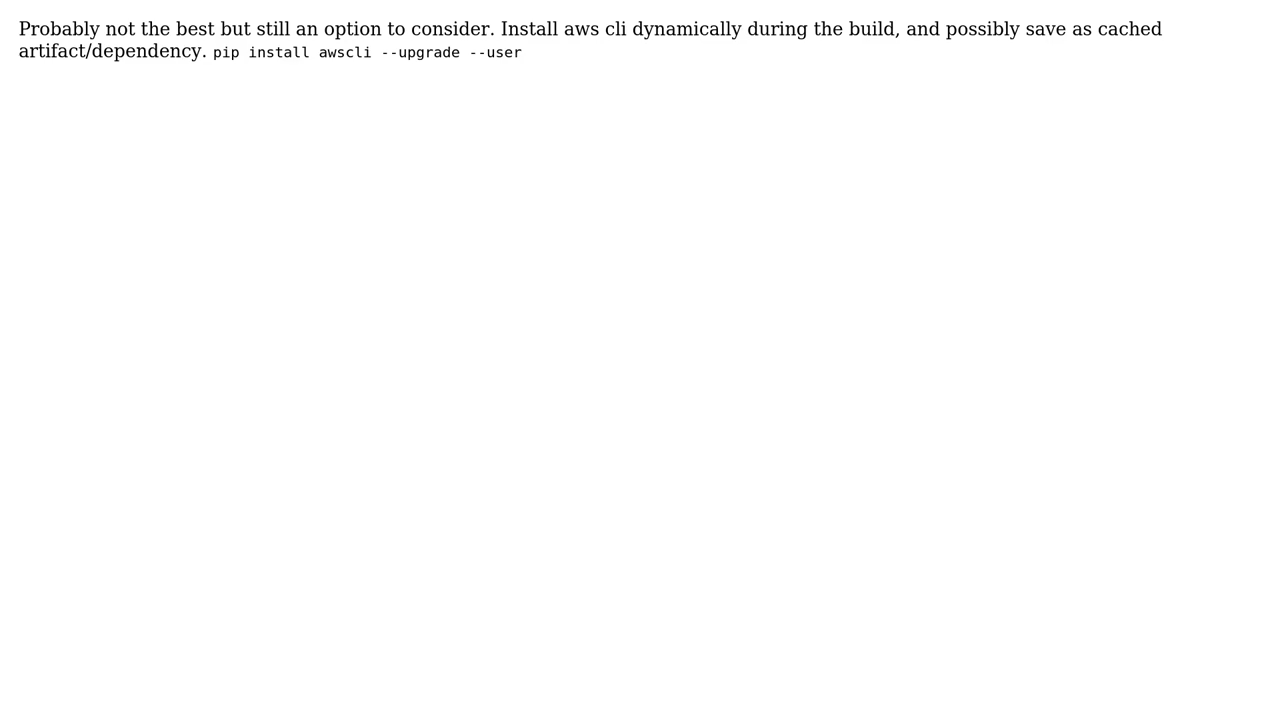 Probably not the best but still an option to consider. Install aws cli dynamically during the build, and possibly save as cached
artifact/dependency. pip install awscli --upgrade --user